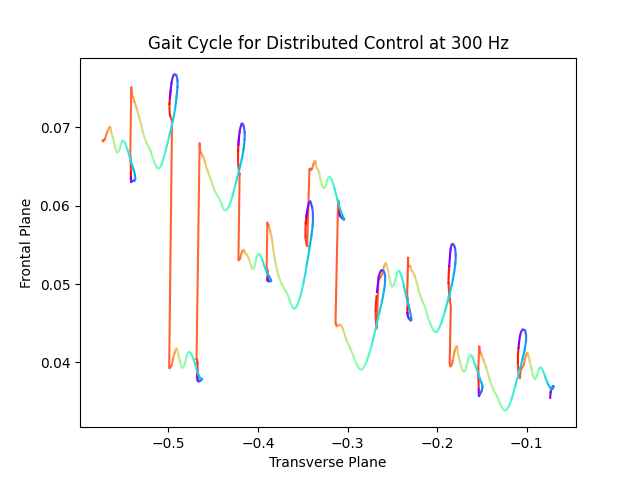 Gait Cycle for Distributed Control at 300 Hz
0.07
0.06
0.05
0.04
Frontal Plane
−0.5 −0.4 −0.3 −0.2 −0.1
Transverse Plane